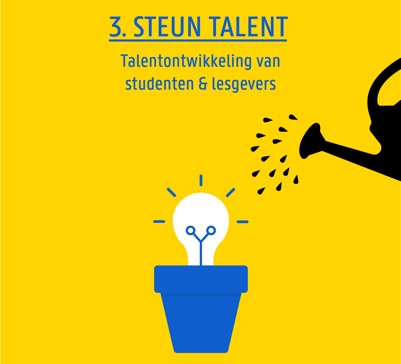 3. STEUN TALENT
Talentontwikkeling van
studenten & lesgevers